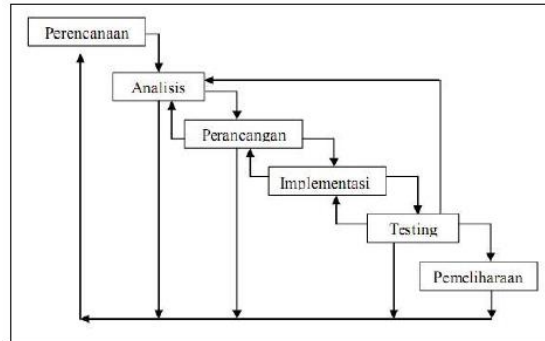 Perencanaan
Analisis
Perancangan
Implementasi
Testing
Pemeliharaan